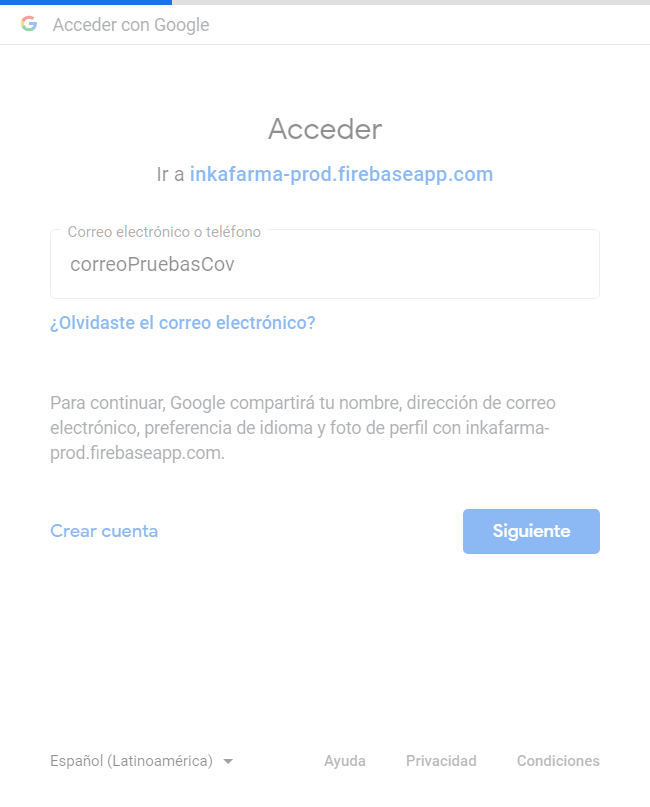 Acceder con Google
Acceder
Ir a inkafarma-prod.firebaseapp.com
Correo electrónico o teléfono
correoPruebasCov
¿Olvidaste el correo electrónico?
Para continuar, Google compartirá tu nombre, dirección de correo
electrónico, preferencia de idioma y foto de perfil con inkafarma-
prod.firebaseapp.com.
Crear cuenta
Siguiente
Español (Latinoamérica)
Ayuda
Privacidad
Condiciones